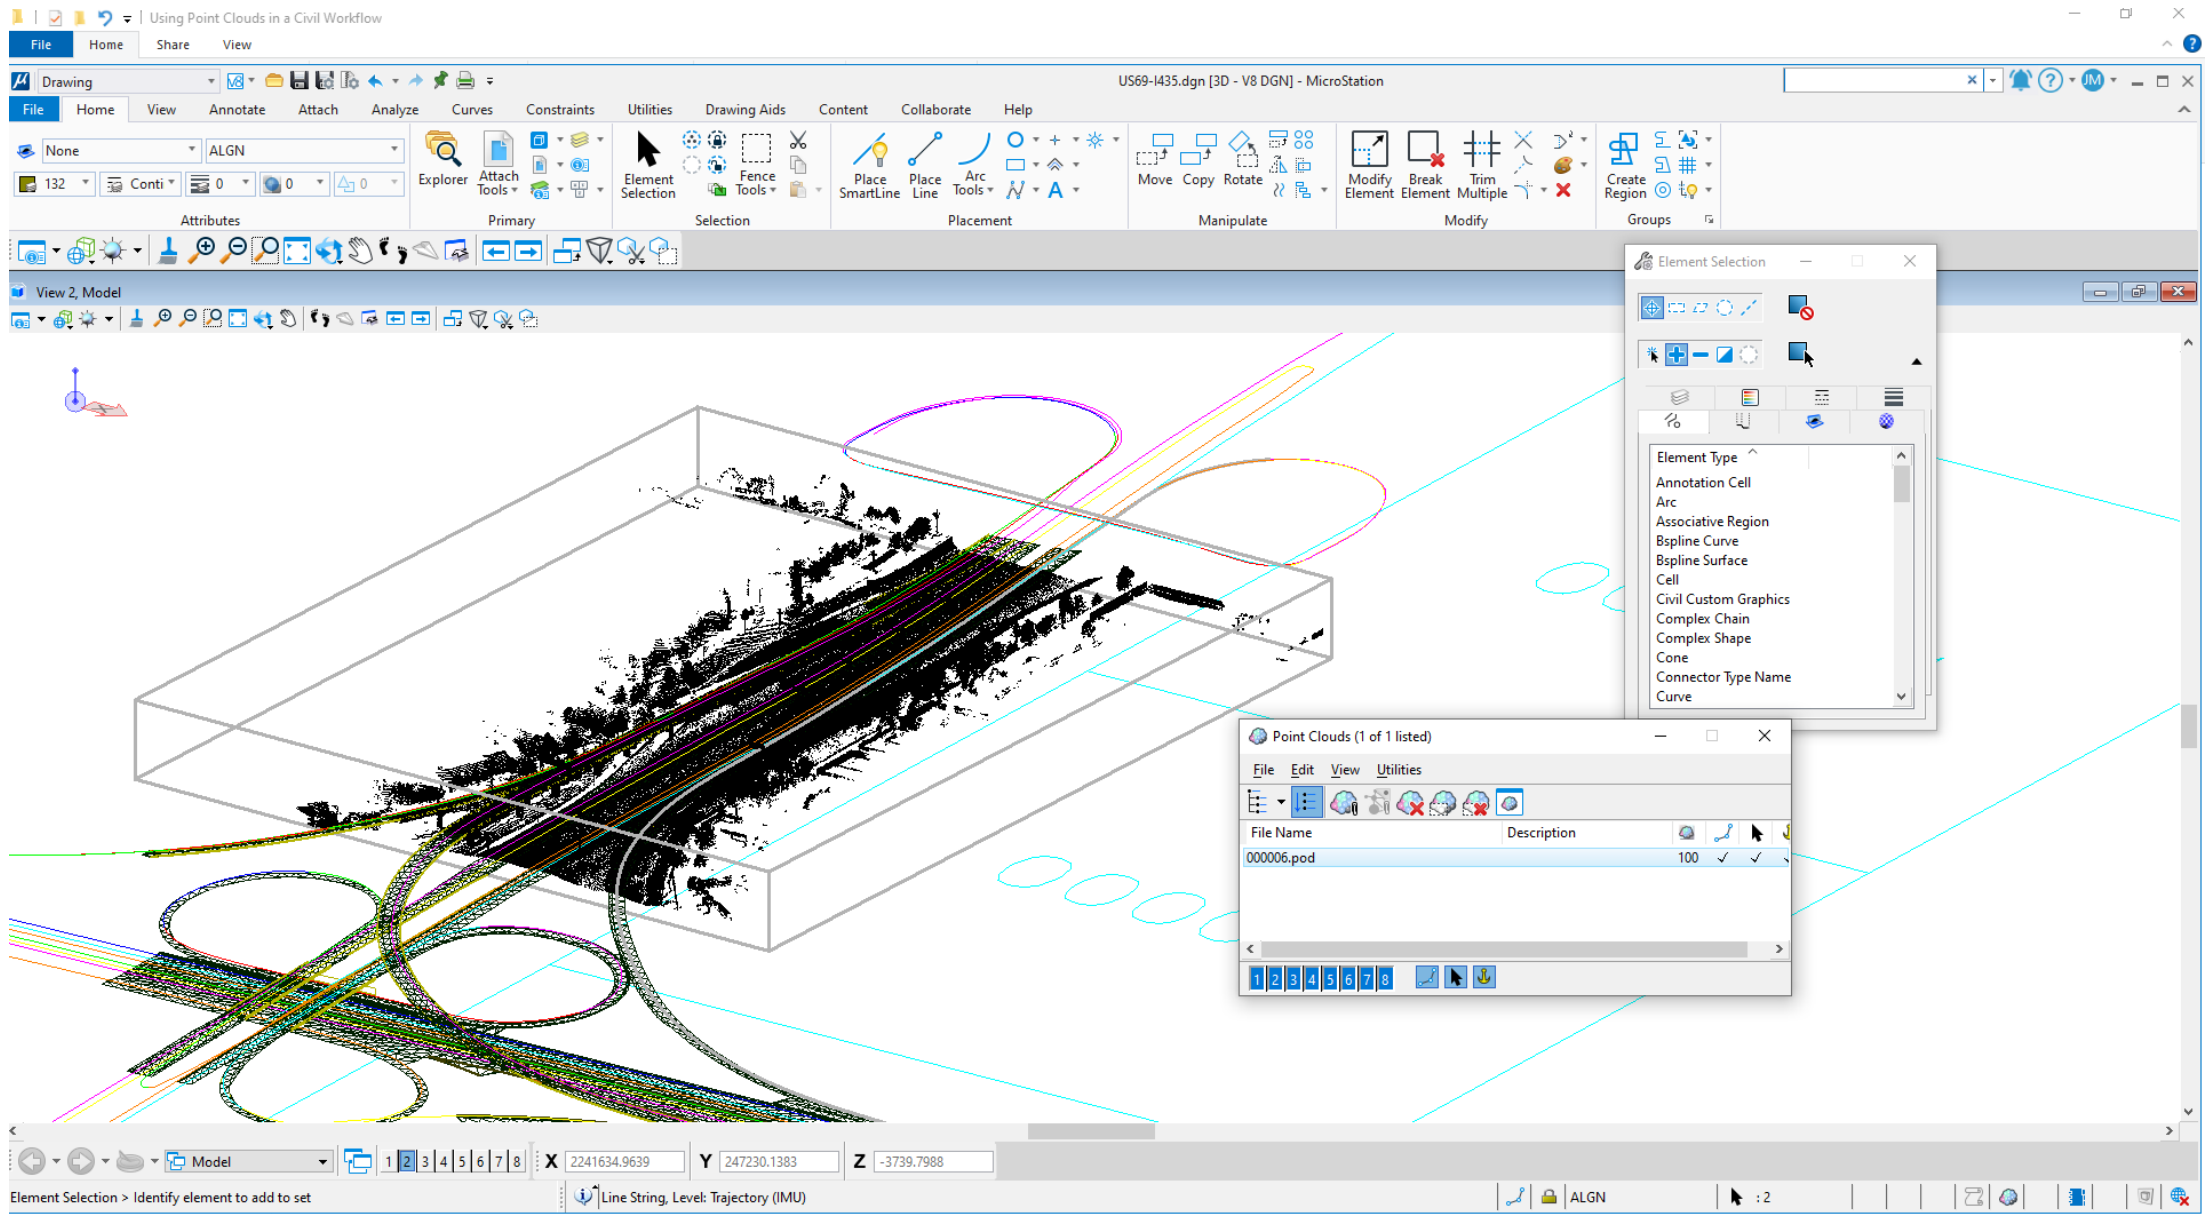 Using Point Clouds in a Civil Workflow
File Home Share View
Drawing
US69-I435.dgn [3D - V8 DGN] - MicroStation
JM
File Home View Annotate Attach Analyze Curves Constraints Utilities Drawing Aids Content Collaborate Help
None ALGN
132 Conti 0 0 0
Attributes
Explorer Attach Tools
Primary
Element Selection Fence Tools
Selection
Place SmartLine Place Line Arc Tools
Placement
Move Copy Rotate
Manipulate
Modify Element Break Element Trim Multiple
Modify
Create Region
Groups
View 2, Model
Element Selection
Element Type
Annotation Cell
Arc
Associative Region
Bspline Curve
Bspline Surface
Cell
Civil Custom Graphics
Complex Chain
Complex Shape
Cone
Connector Type Name
Curve
Point Clouds (1 of 1 listed)
File Edit View Utilities
File Name Description
000006.pod 100
1 2 3 4 5 6 7 8
Model 1 2 3 4 5 6 7 8 X 2241634.9639 Y 247230.1383 Z -3739.7988
Element Selection > Identify element to add to set
Line String, Level: Trajectory (IMU)
ALGN
: 2